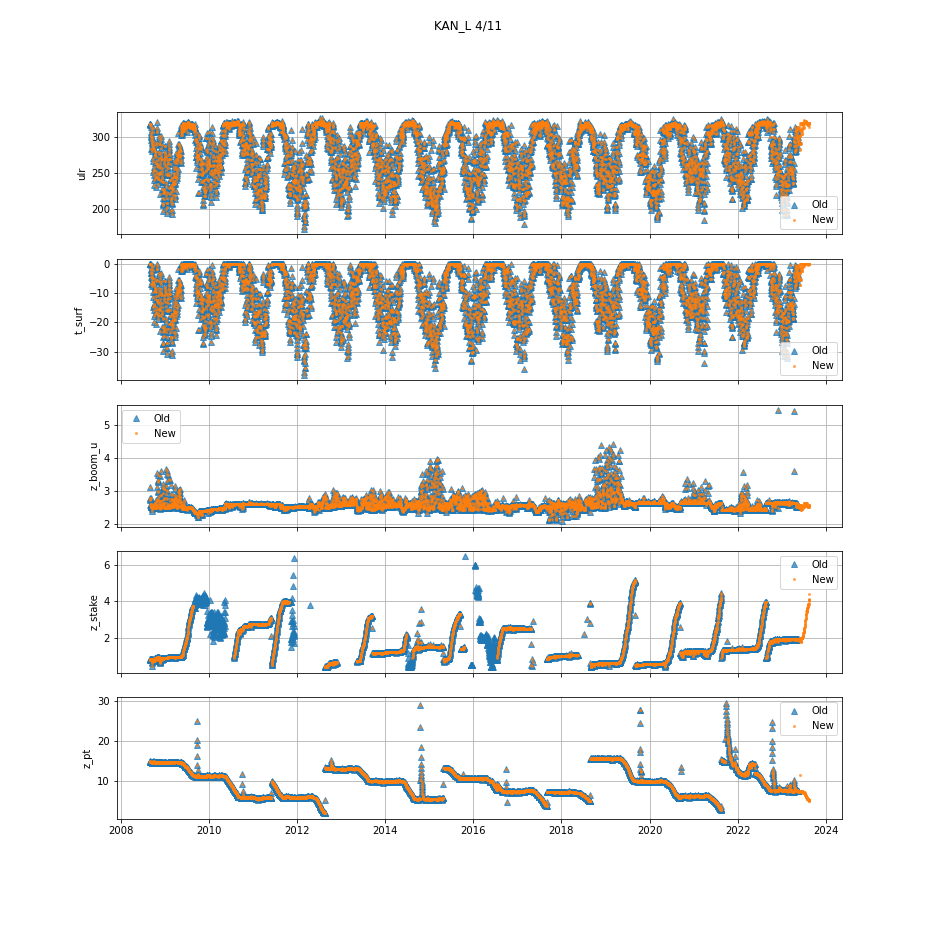 KAN_L 4/11
300
250
200
ulr
Old
New
0
−10
−20
−30
t_surf
Old
New
5
4
3
2
z_boom_u
Old
New
6
4
2
z_stake
Old
New
30
20
10
z_pt
Old
New
2008 2010 2012 2014 2016 2018 2020 2022 2024